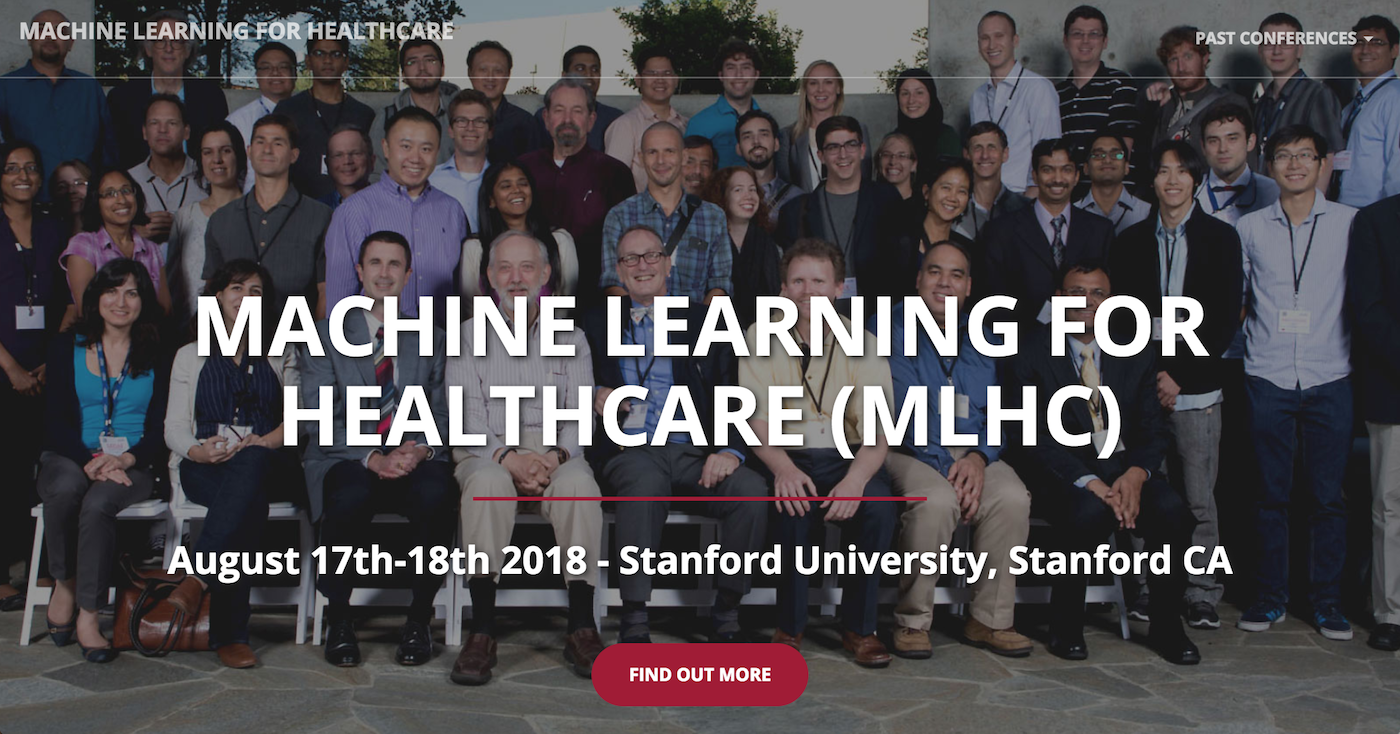 MACHINE LEARNING FOR HEALTHCARE
PAST CONFERENCES
MACHINE LEARNING FOR
HEALTHCARE (MLHC)
August 17th-18th 2018 - Stanford University, Stanford CA
FIND OUT MORE